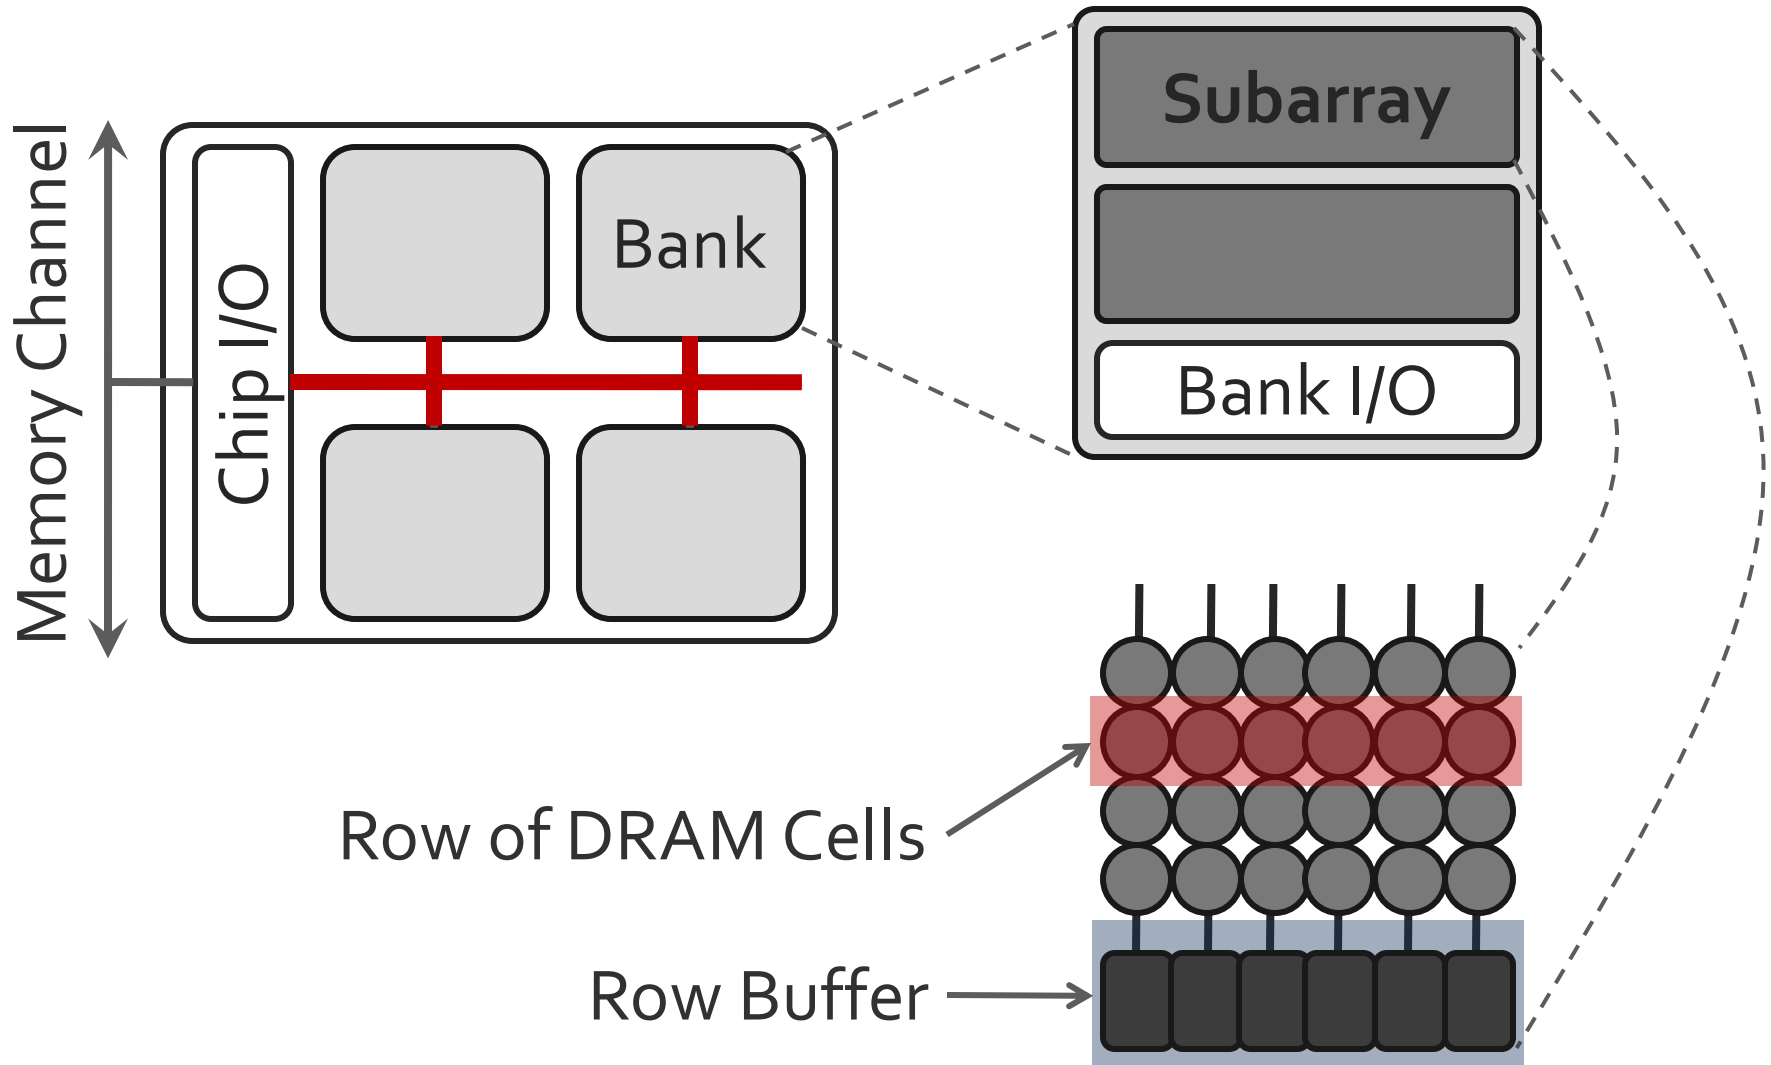 Memory Channel
Chip I/O
Bank
Subarray
Bank I/O
Row of DRAM Cells
Row Buffer